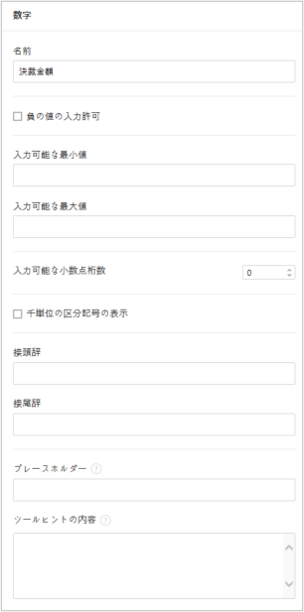 数字
名前
決裁金額
負の値の入力許可
入力可能な最小値
入力可能な最大値
入力可能な小数点桁数
0
千単位の区分記号の表示
接頭辞
接尾辞
プレースホルダー ?
ツールヒントの内容 ?